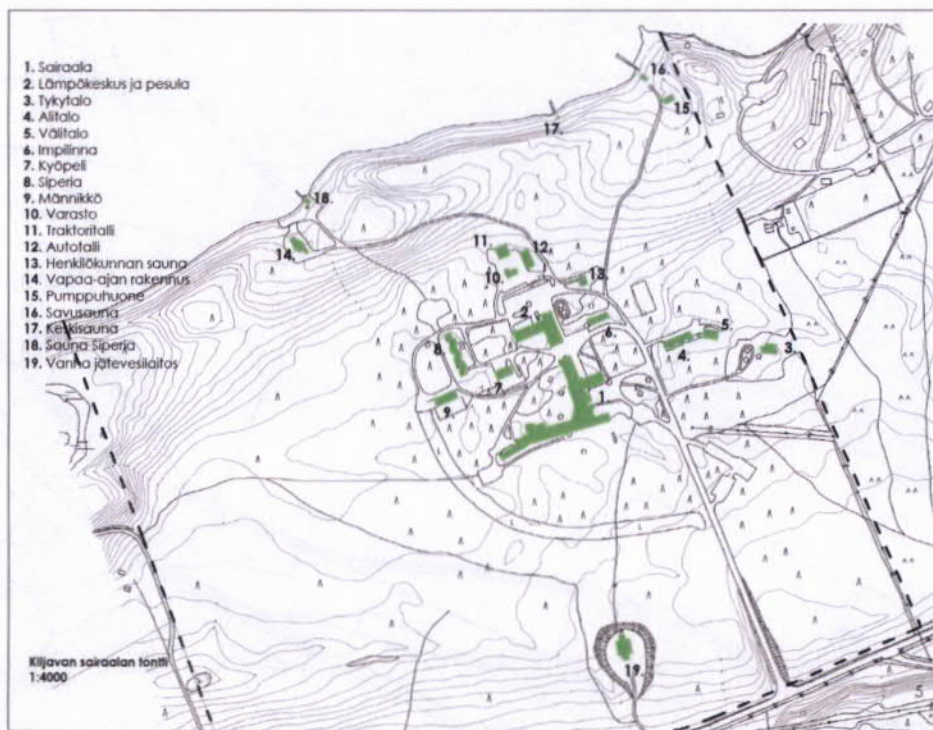 1. Sairaala
2. Lämpökeskus ja pesula
3. Tykytalo
4. Alitalo
5. Välitalo
6. Impilinna
7. Kyöpeli
8. Siperia
9. Männikkö
10. Varasto
11. Traktoritalli
12. Autotalli
13. Henkilökunnan sauna
14. Vapaa-ajan rakennus
15. Pumppuhuone
16. Savusauna
17. Keskisauna
18. Sauna Siperia
19. Vanha jätevesilaitos
16.
15.
17.
18.
14.
11.
12.
10.
13.
2.
6.
5.
4.
3.
8.
7.
9.
1.
19.
5
Kiljavan sairaalan tontti
1:4000